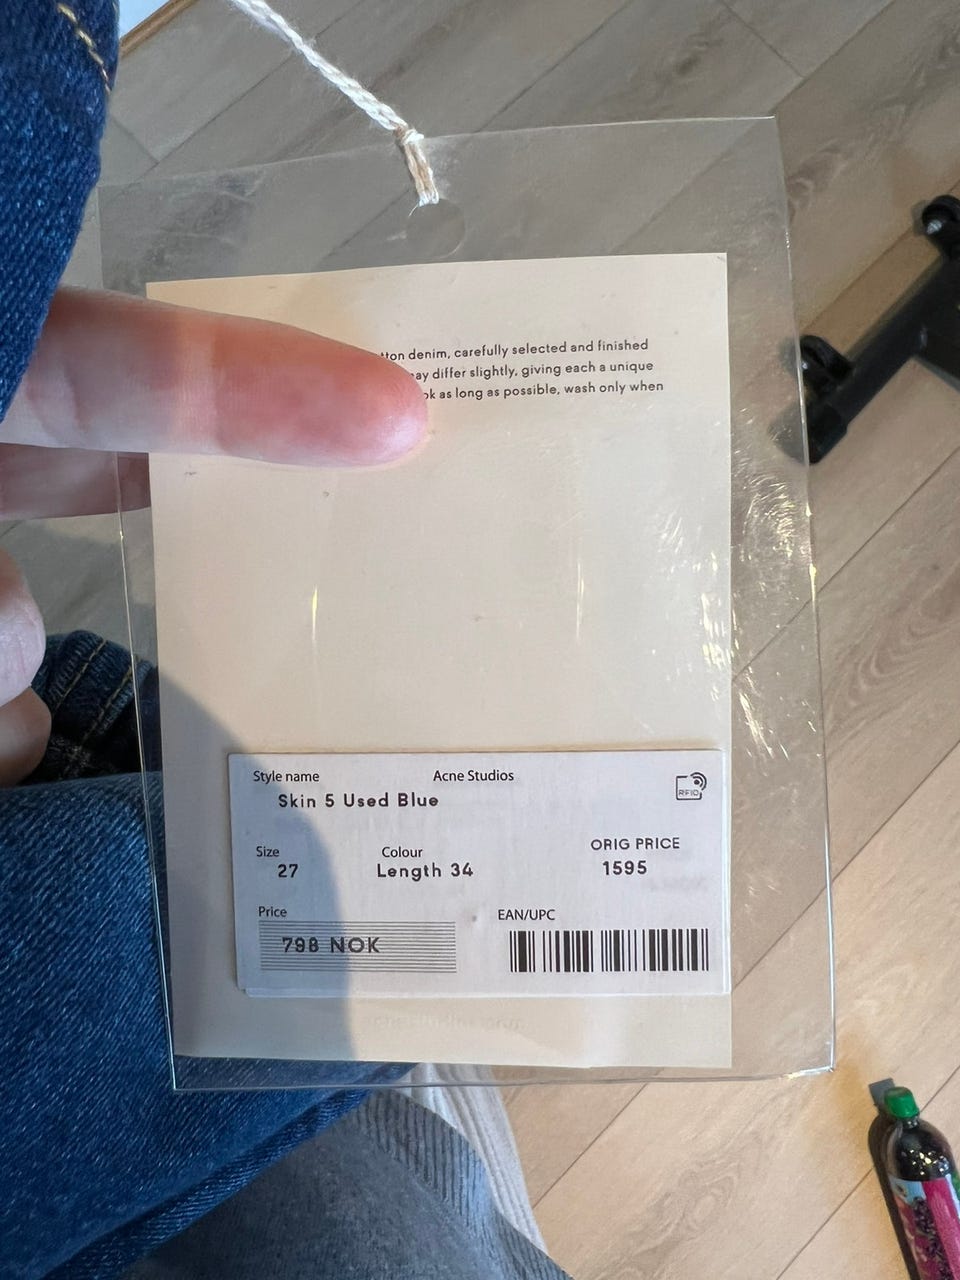 denim, carefully selected and finished
may differ slightly, giving each a unique
as long as possible, wash only when
Style name
Acne Studios
Skin 5 Used Blue
RFID
Size
Colour
ORIG PRICE
27
Length 34
1595
Price
EAN/UPC
798 NOK